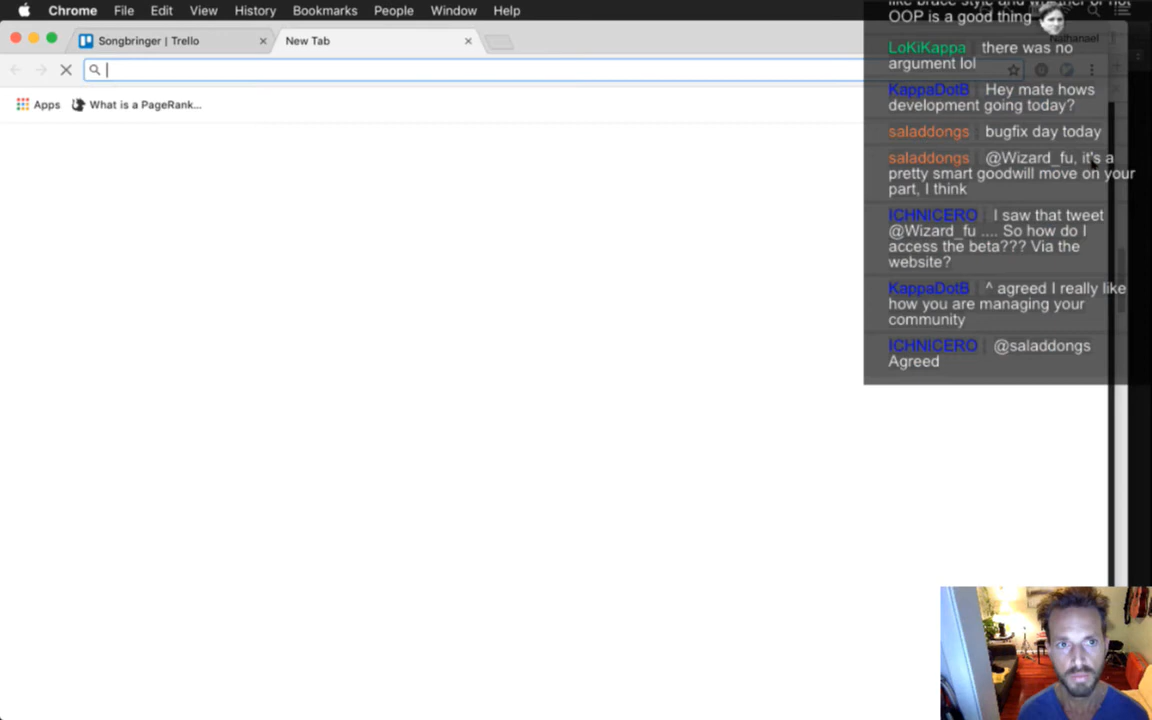 Chrome File Edit View History Bookmarks People Window Help
Songbringer | Trello
New Tab
Nathanael
Apps
What is a PageRank...
OOP is a good thing
LoKiKappa : there was no
argument lol
KappaDotB : Hey mate hows
development going today?
saladdongs : bugfix day today
saladdongs : @Wizard_fu, it's a
pretty smart goodwill move on your
part, I think
ICHNICERO : I saw that tweet
@Wizard_fu .... So how do I
access the beta??? Via the
website?
KappaDotB : ^ agreed I really like
how you are managing your
community
ICHNICERO : @saladdongs
Agreed